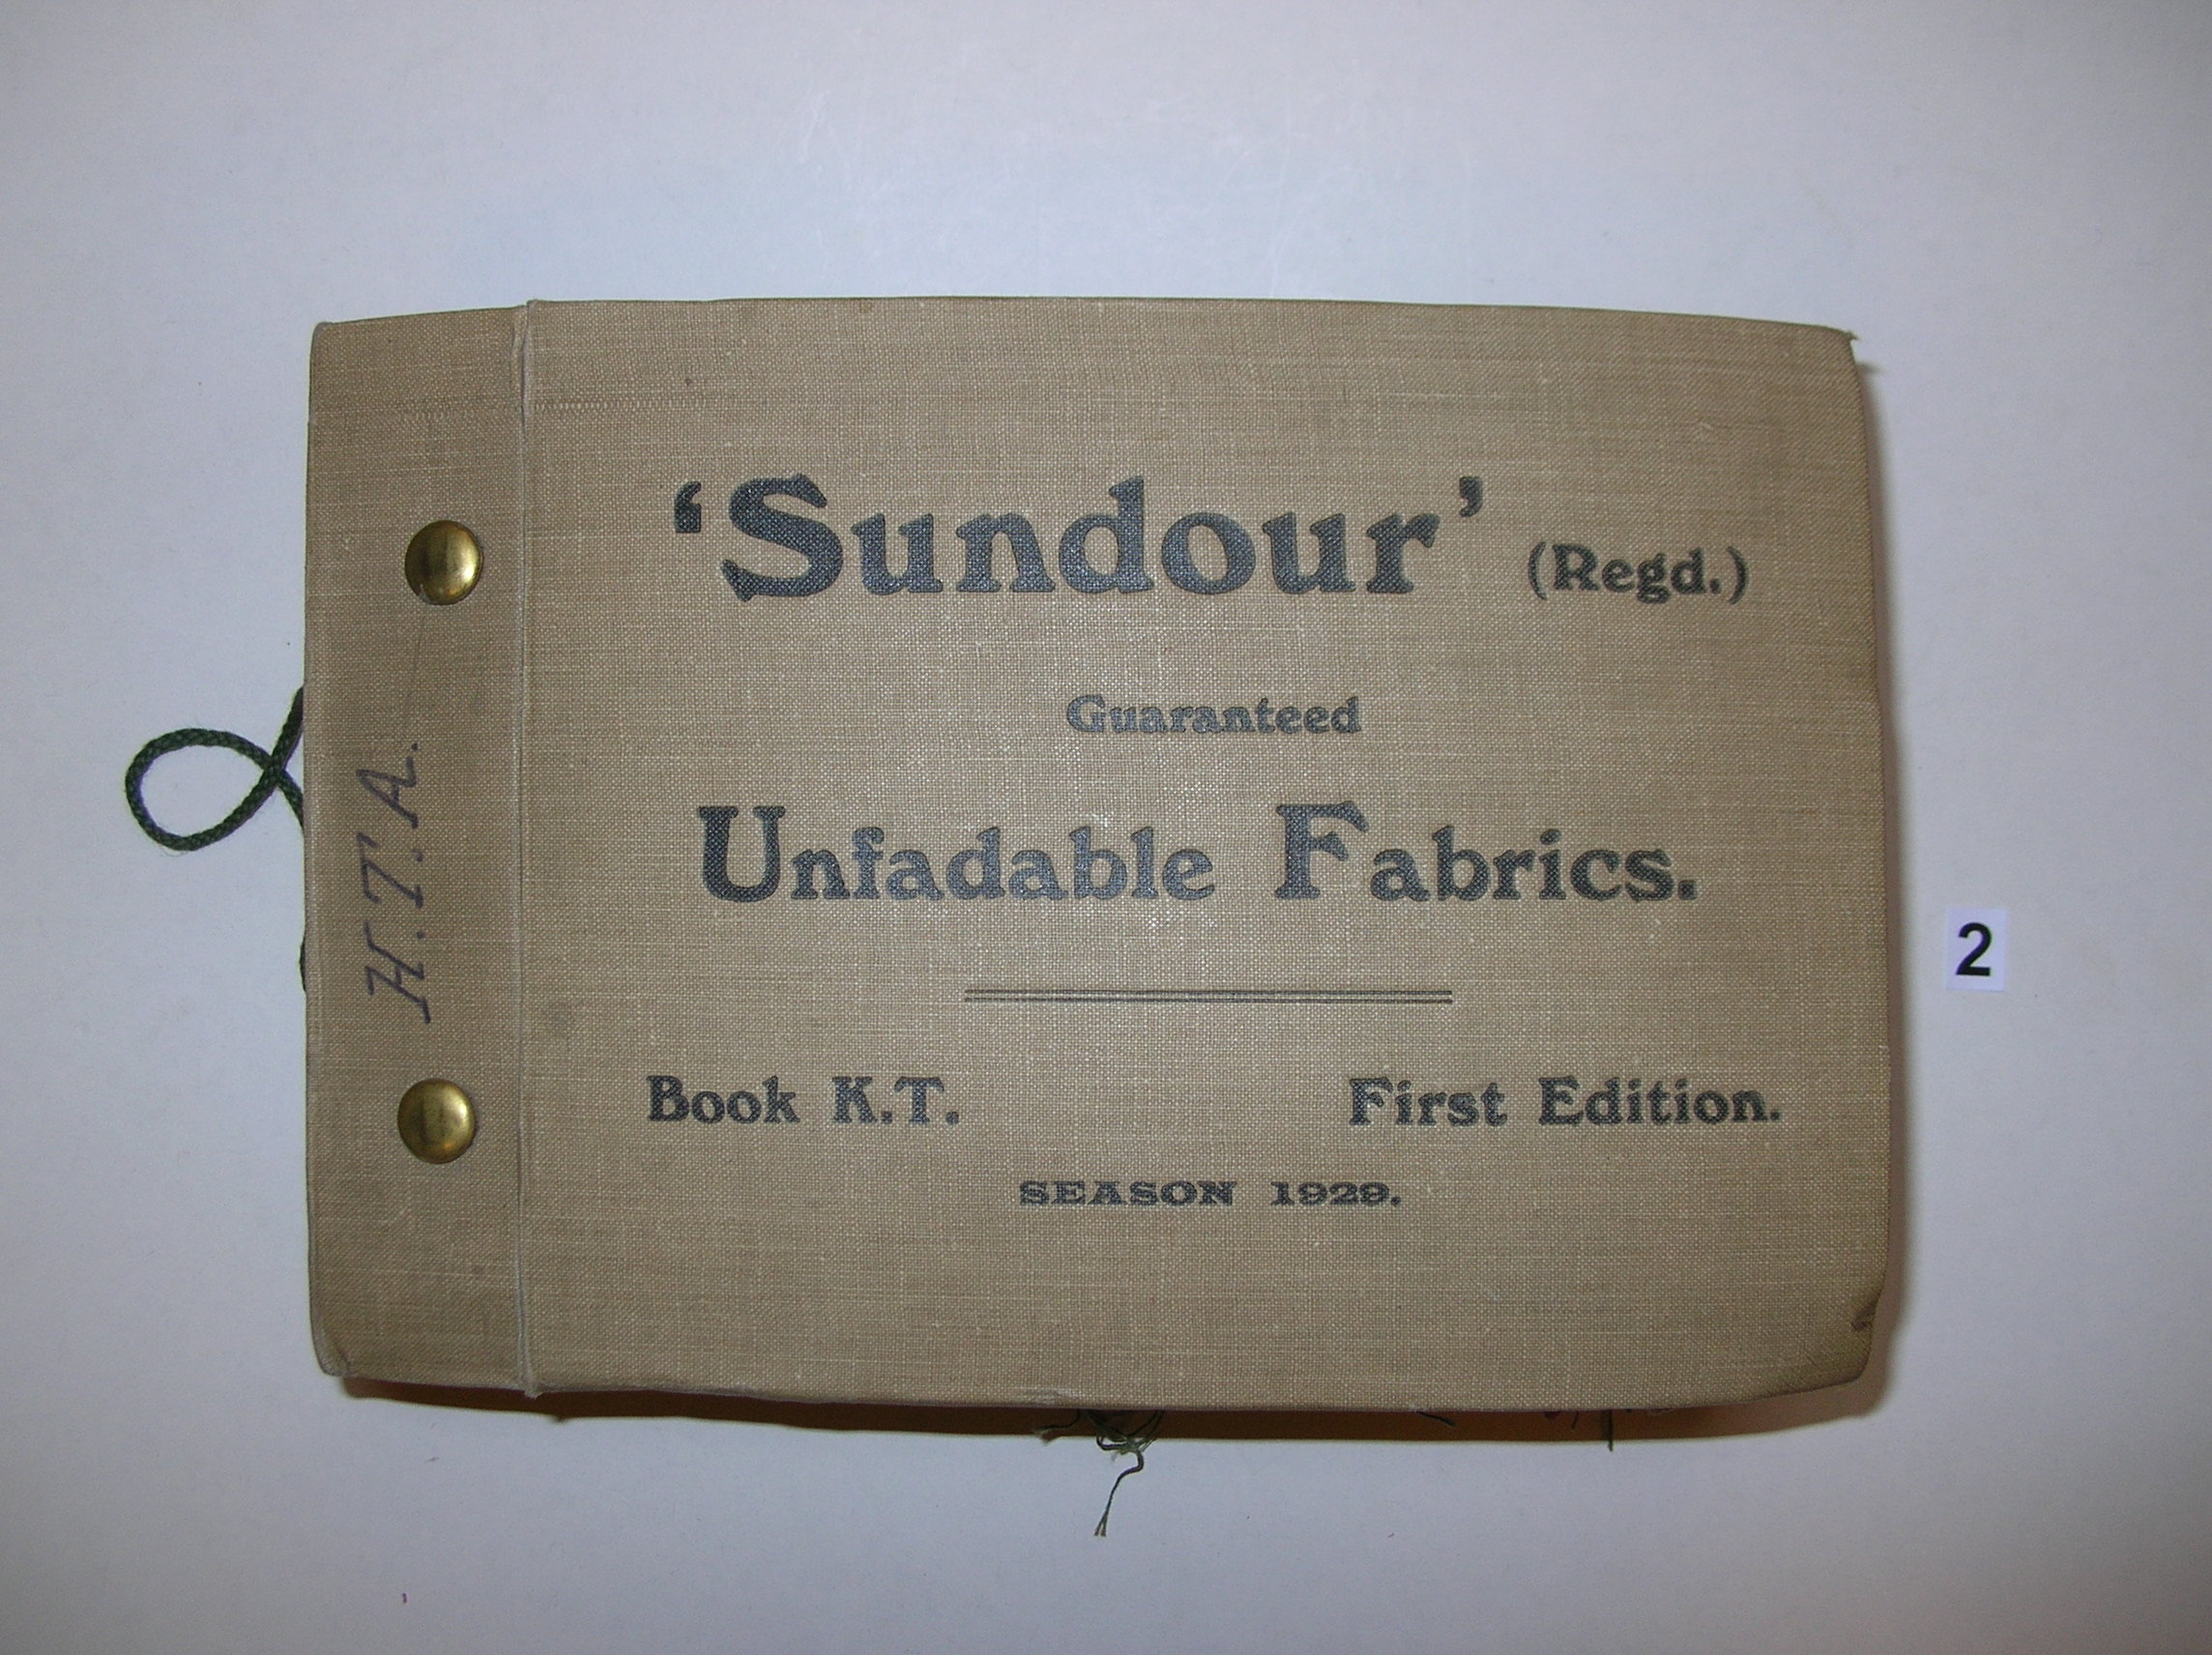 ‘Sundour’ (Regd.)
Guaranteed
Unfadable Fabrics.
Book K.T. First Edition.
SEASON 1929.
H.T.A.
2